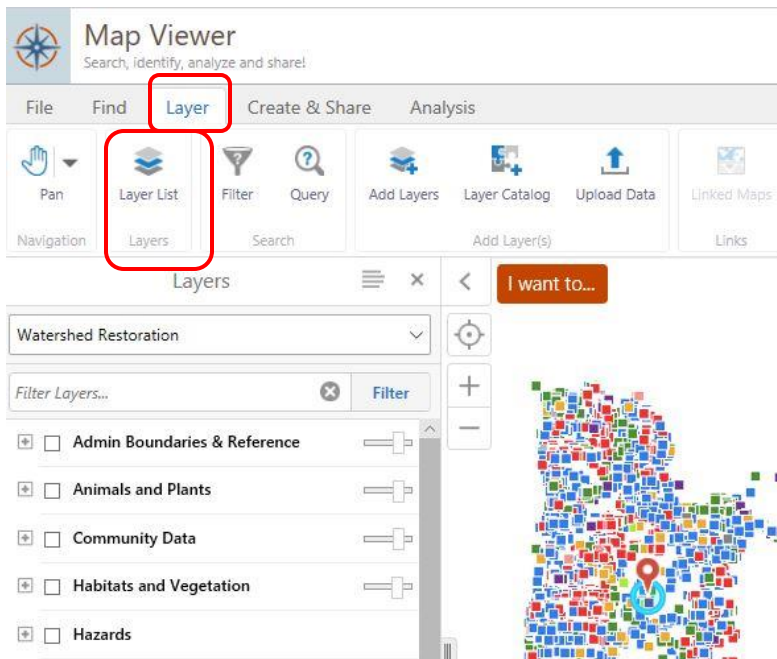 Map Viewer
Search, identify, analyze and share!
File Find Layer Create & Share Analysis
Pan Layer List Filter Query Add Layers Layer Catalog Upload Data Linked Maps
Navigation Layers Search Add Layer(s) Links
Layers
I want to...
Watershed Restoration
Filter Layers... Filter
Admin Boundaries & Reference
Animals and Plants
Community Data
Habitats and Vegetation
Hazards